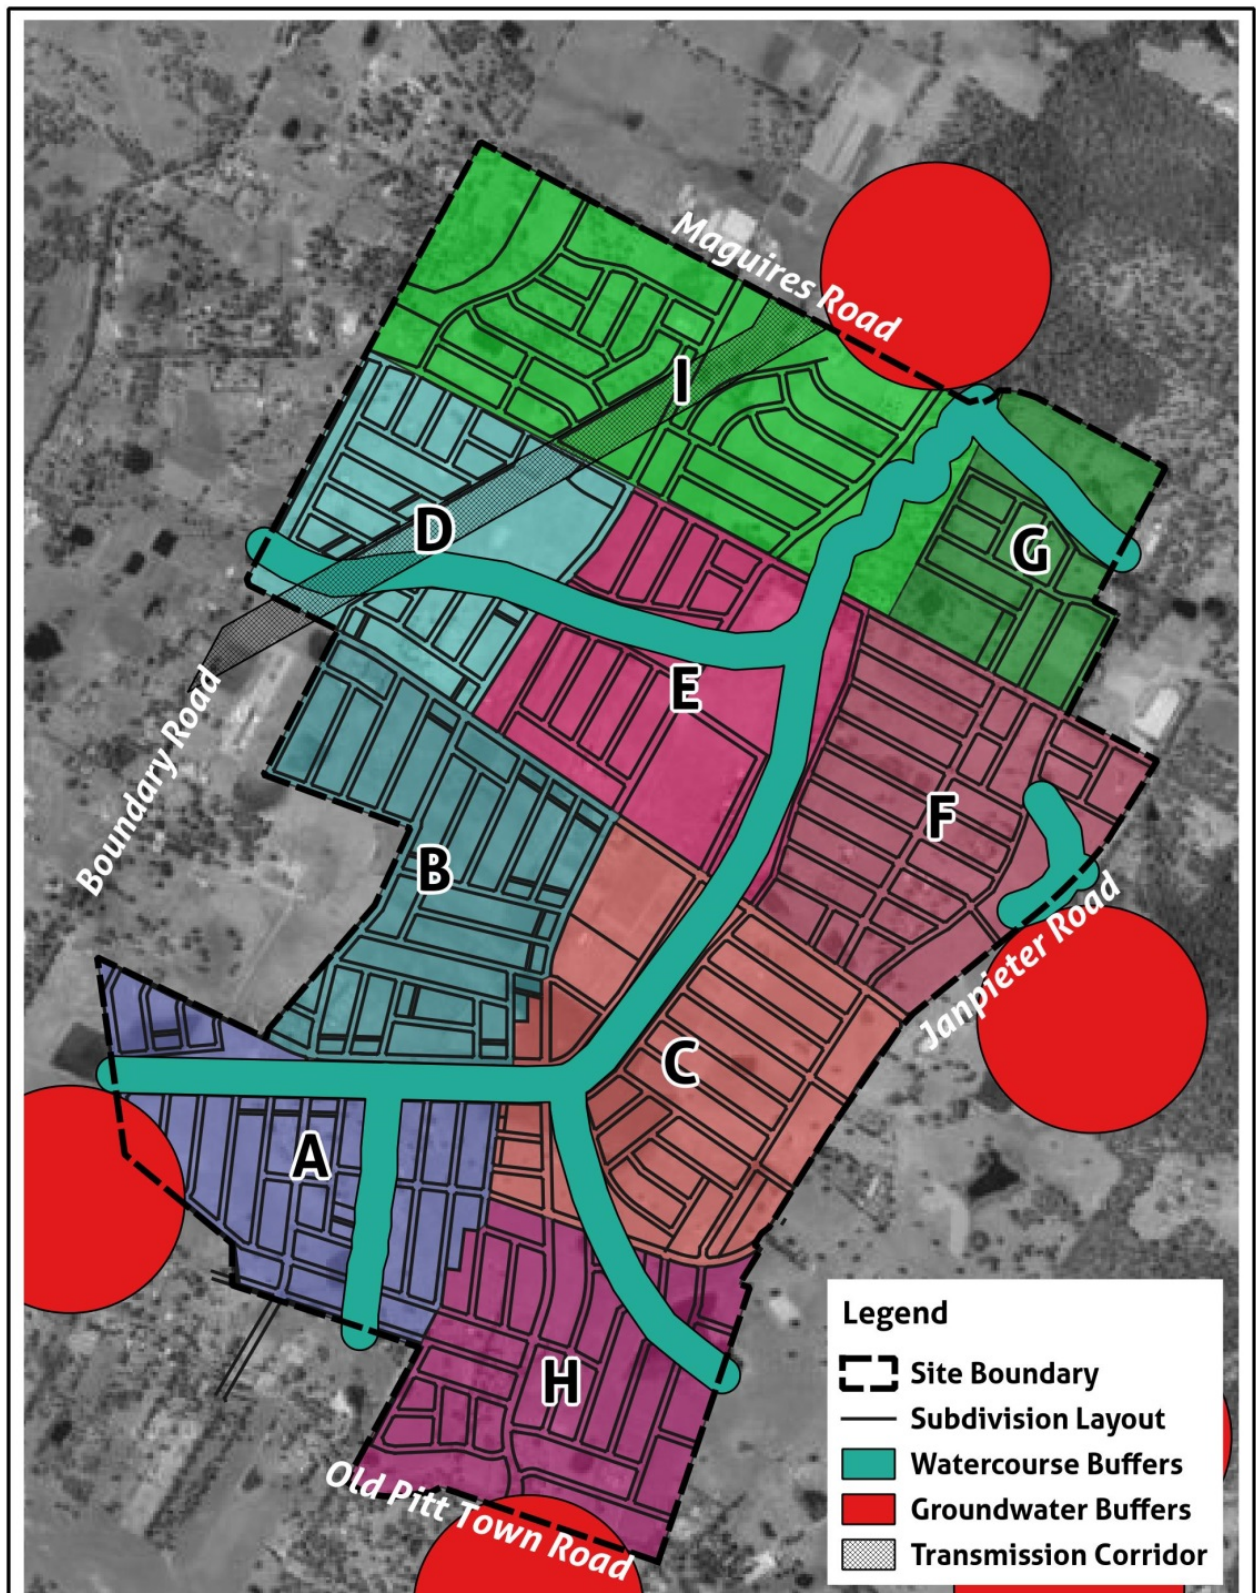 Maguires Road
I
D
G
E
Boundary Road
F
B
Janpieter Road
C
A
H
Old Pitt Town Road
Legend
Site Boundary
Subdivision Layout
Watercourse Buffers
Groundwater Buffers
Transmission Corridor